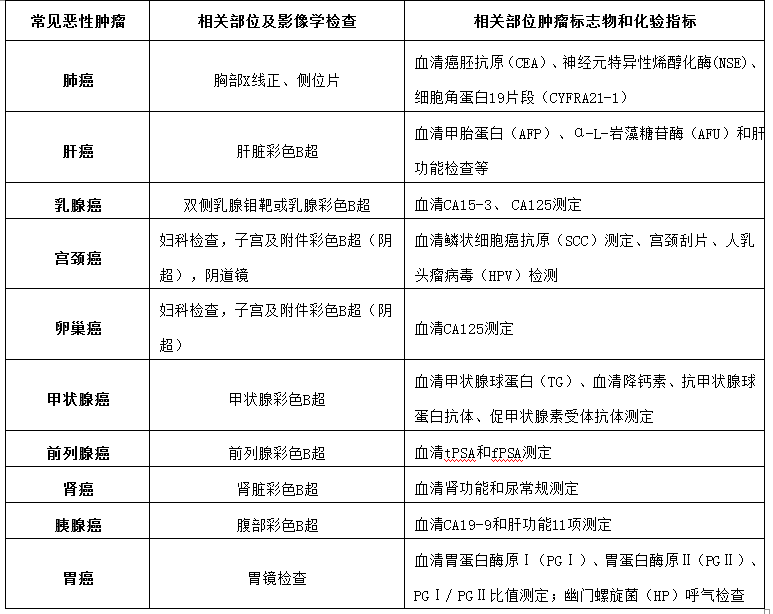 常见恶性肿瘤 相关部位及影像学检查 相关部位肿瘤标志物和化验指标
肺癌 胸部X线正、侧位片 血清癌胚抗原(CEA)、神经元特异性烯醇化酶(NSE)、
细胞角蛋白19片段(CYFRA21-1)
肝癌 肝脏彩色B超 血清甲胎蛋白(AFP)、α-L-岩藻糖苷酶(AFU)和肝
功能检查等
乳腺癌 双侧乳腺钼靶或乳腺彩色B超 血清CA15-3、CA125测定
宫颈癌 妇科检查,子宫及附件彩色B超(阴
超),阴道镜
血清鳞状细胞癌抗原(SCC)测定、宫颈刮片、人乳
头瘤病毒(HPV)检测
卵巢癌 妇科检查,子宫及附件彩色B超(阴
超)
血清CA125测定
甲状腺癌 甲状腺彩色B超 血清甲状腺球蛋白(TG)、血清降钙素、抗甲状腺球
蛋白抗体、促甲状腺素受体抗体测定
前列腺癌 前列腺彩色B超 血清tPSA和fPSA测定
肾癌 肾脏彩色B超 血清肾功能和尿常规测定
胰腺癌 腹部彩色B超 血清CA19-9和肝功能11项测定
胃癌 胃镜检查 血清胃蛋白酶原Ⅰ(PGⅠ)、胃蛋白酶原Ⅱ(PGⅡ)、
PGⅠ/PGⅡ比值测定;幽门螺旋菌(HP)呼气检查